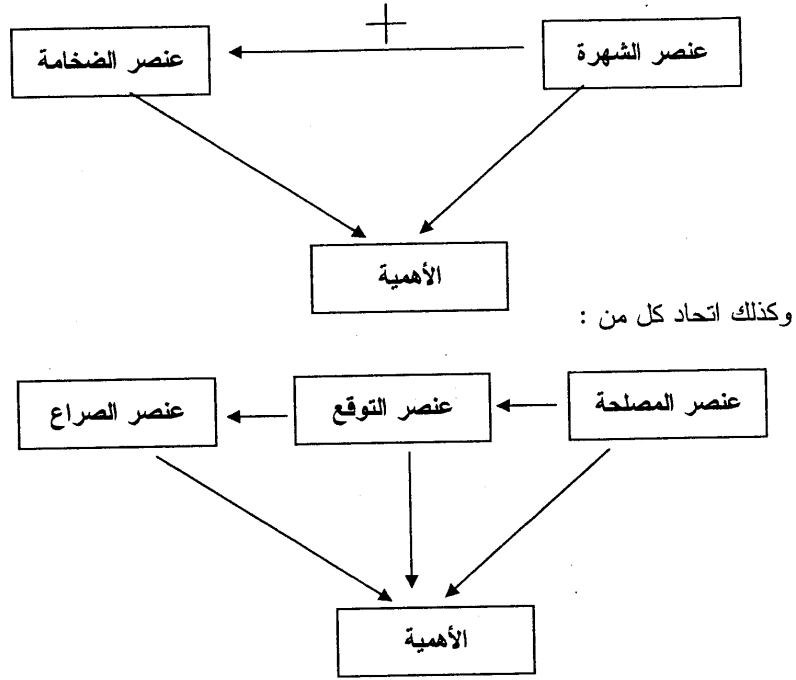 +
عنصر الشهرة
عنصر الضخامة
الأهمية
وكذلك اتحاد كل من :
عنصر المصلحة
عنصر التوقع
عنصر الصراع
الأهمية